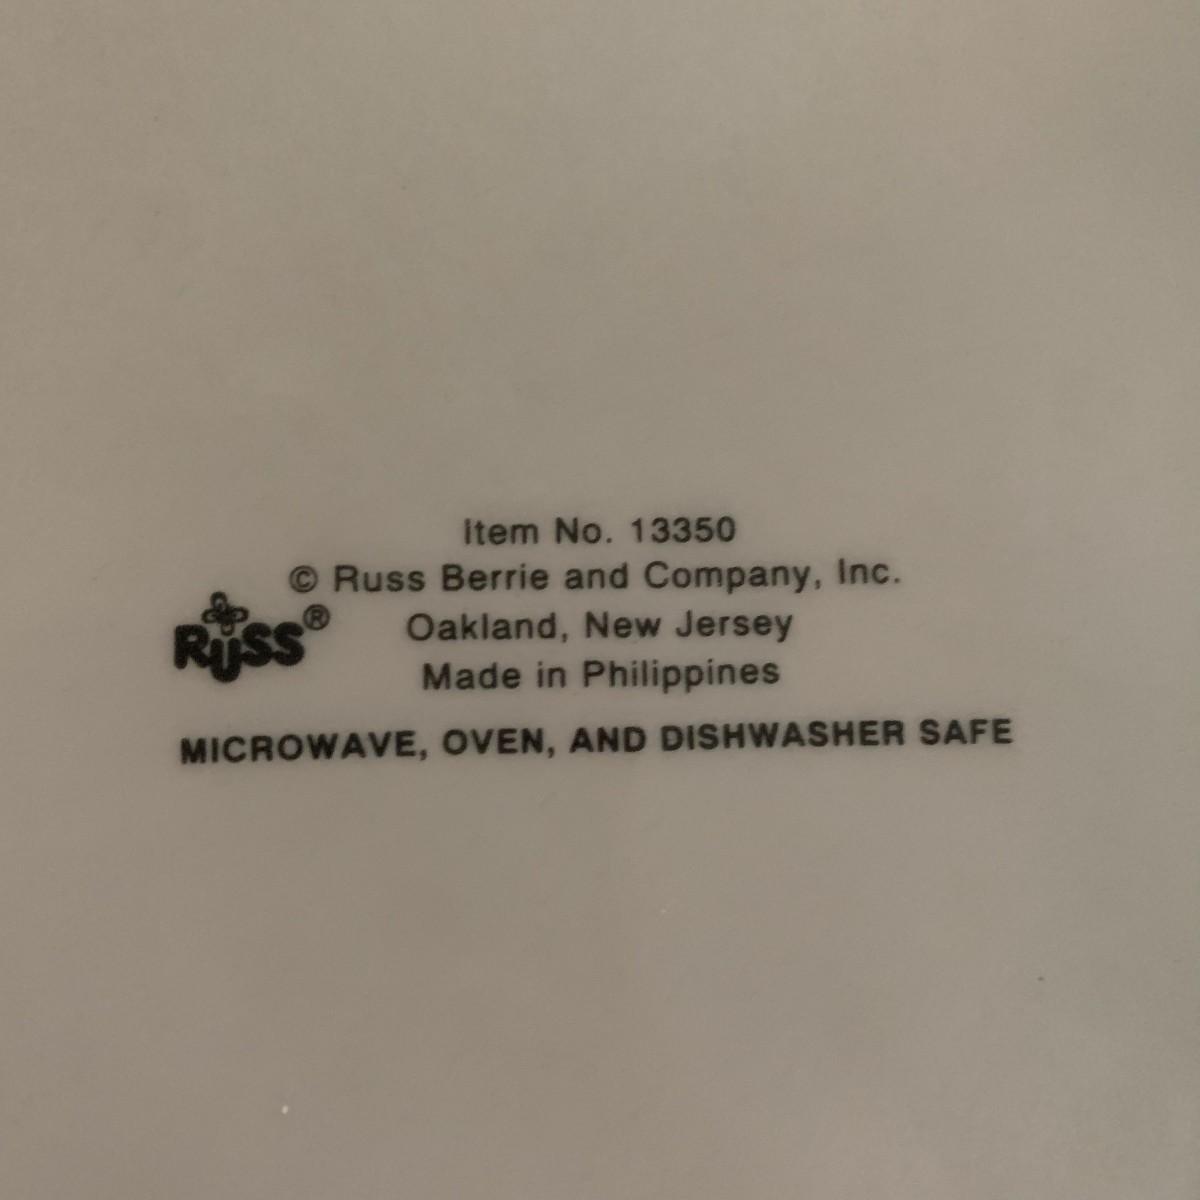 Item No. 13350
© Russ Berrie and Company, Inc.
RUSS®
Oakland, New Jersey
Made in Philippines
MICROWAVE, OVEN, AND DISHWASHER SAFE